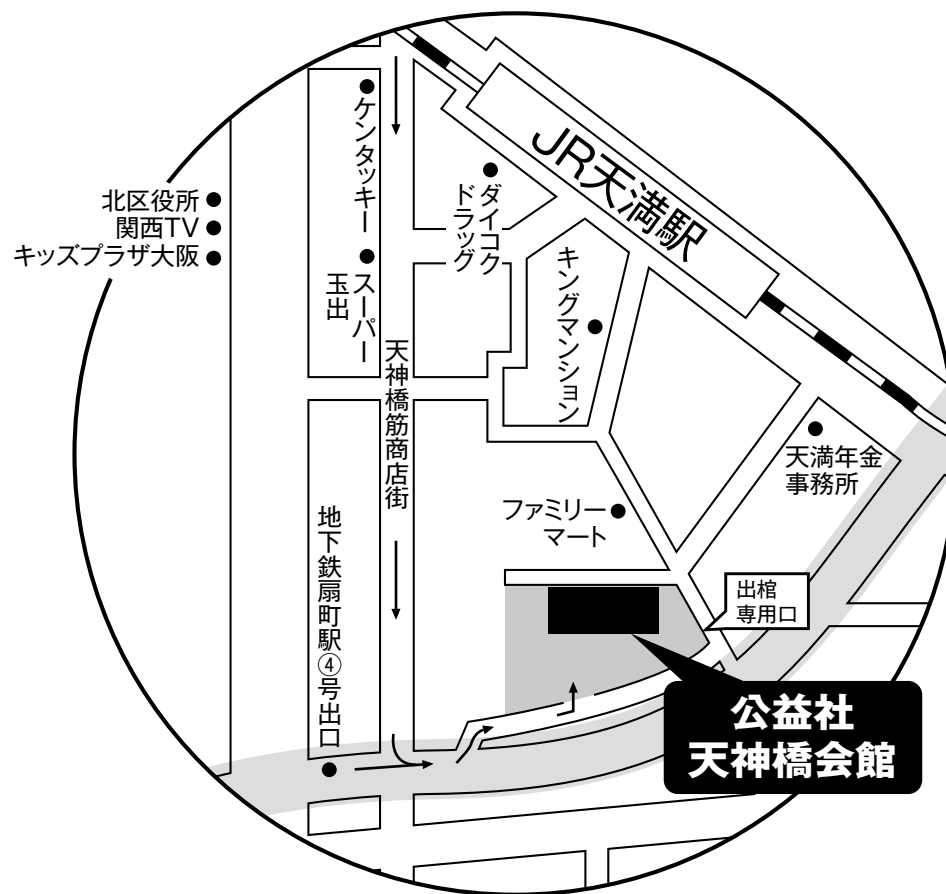 JR天満駅
ケンタッキー
ダイコク
ドラッグ
北区役所
関西TV
キッズプラザ大阪
スーパー
玉出
キングマンション
天神橋筋商店街
天満年金
事務所
ファミリー
マート
地下鉄扇町駅④号出口
出棺
専用口
公益社
天神橋会館